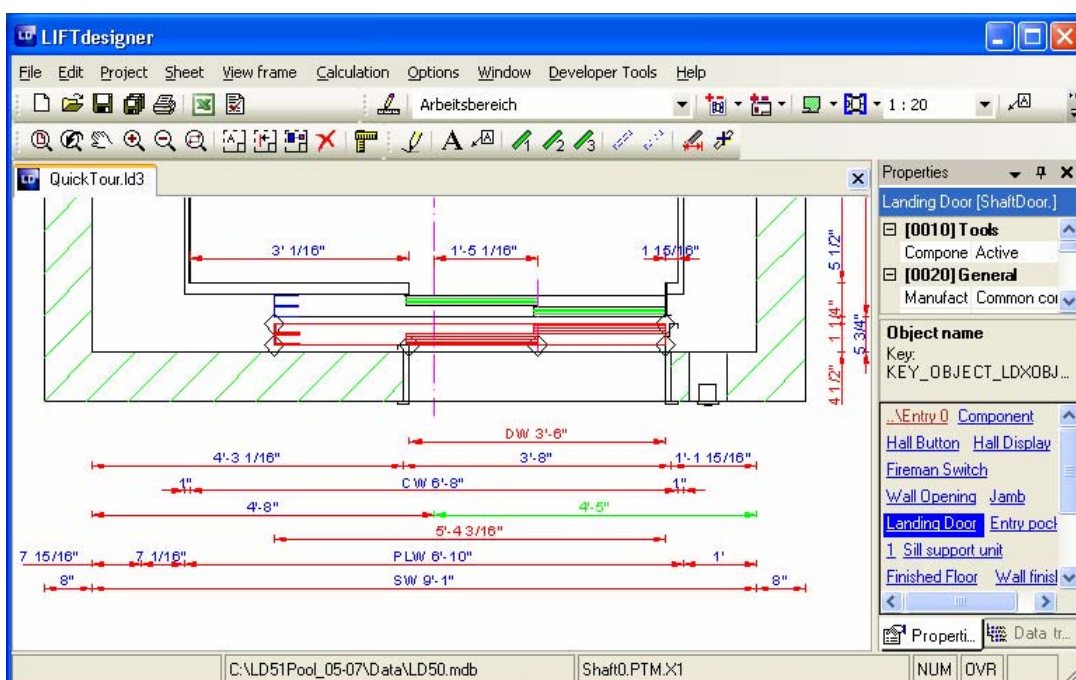 LD LIFTdesigner
File Edit Project Sheet View frame Calculation Options Window Developer Tools Help
Arbeitsbereich 1 : 20
A A 1 2 3
LD QuickTour.ld3
Properties
Landing Door [ShaftDoor.]
[0010] Tools
Compone Active
[0020] General
Manufact Common cor
Object name
Key:
KEY_OBJECT_LDXOBJ...
..\Entry 0 Component
Hall Button Hall Display
Fireman Switch
Wall Opening Jamb
Landing Door Entry pock
1 Sill support unit
Finished Floor Wall finis
Properti... Data tr...
3' 1/16" 1'-5 1/16" 1 15/16"
5 1/2"
1 1/4"
5 3/4"
4 1/2"
DW 3'-6"
4'-3 1/16" 3'-8" 1'-1 15/16"
1" CW 6'-8" 1"
4'-8" 4'-5"
5'-4 3/16"
7 15/16" 7 1/16" PLW 6'-10" 1'
8" SW 9'-1" 8"
C:\LD51Pool_05-07\Data\LD50.mdb Shaft0.PTM.X1 NUM OVR